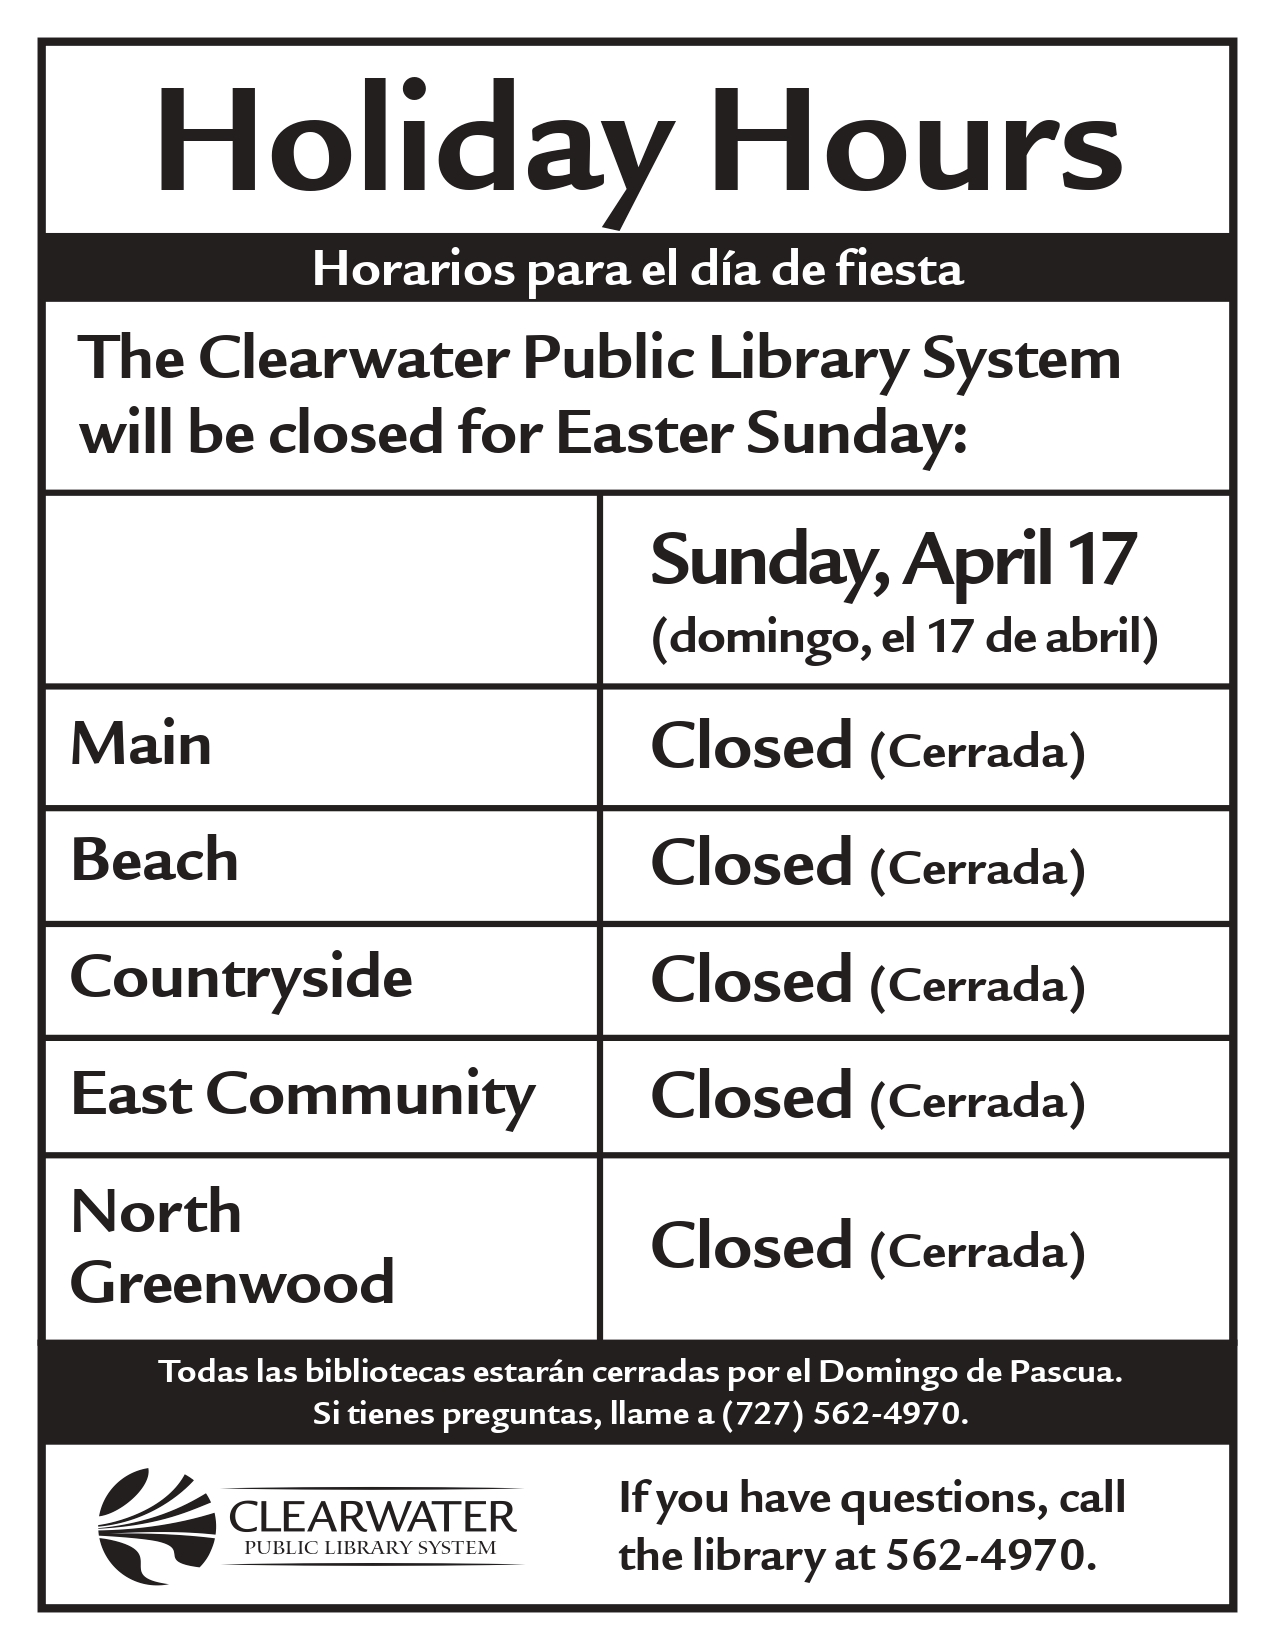 Holiday Hours
Horarios para el día de fiesta
The Clearwater Public Library System
will be closed for Easter Sunday:
Sunday, April 17
(domingo, el 17 de abril)
Main
Closed (Cerrada)
Beach
Closed (Cerrada)
Countryside
Closed (Cerrada)
East Community
Closed (Cerrada)
North
Greenwood
Closed (Cerrada)
Todas las bibliotecas estarán cerradas por el Domingo de Pascua.
Si tienes preguntas, llame a (727) 562-4970.
CLEARWATER
PUBLIC LIBRARY SYSTEM
If you have questions, call
the library at 562-4970.